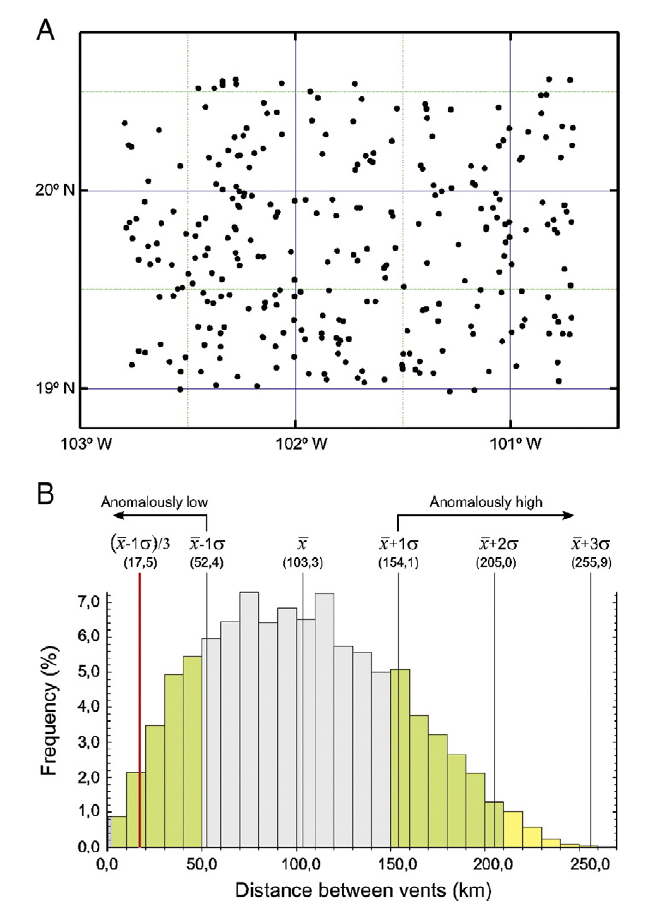 A
20° N
19° N
103° W
102° W
101° W
B
Anomalously low
Anomalously high
(x̅-1σ)/3
x̅-1σ
x̅
x̅+1σ
x̅+2σ
x̅+3σ
(17,5)
(52,4)
(103,3)
(154,1)
(205,0)
(255,9)
7,0
6,0
5,0
4,0
3,0
2,0
1,0
0,0
Frequency (%)
0,0
50,0
100,0
150,0
200,0
250,0
Distance between vents (km)